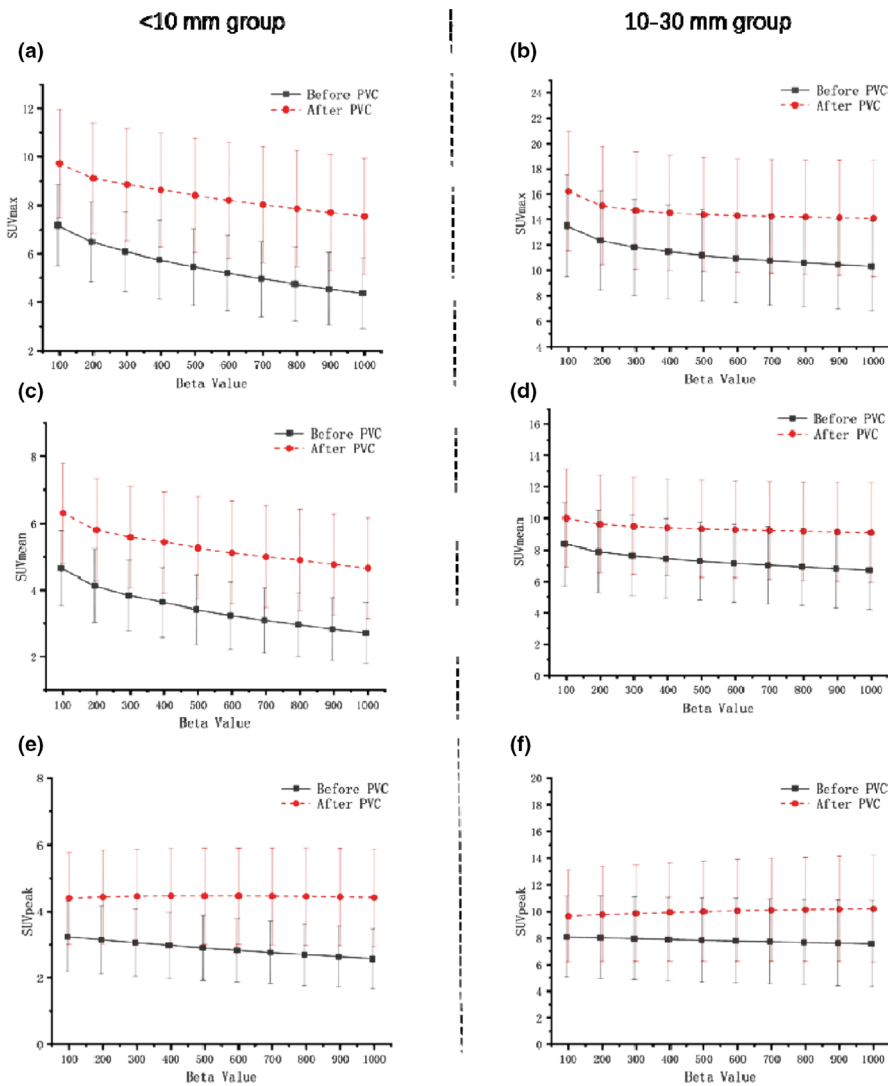 <10 mm group
10-30 mm group
(a)
Before PVC
After PVC
SUVmax
12
10
8
6
4
2
100 200 300 400 500 600 700 800 900 1000
Beta Value
(b)
Before PVC
After PVC
SUVmax
24
22
20
18
16
14
12
10
8
6
4
100 200 300 400 500 600 700 800 900 1000
Beta Value
(c)
Before PVC
After PVC
SUVmean
8
6
4
2
100 200 300 400 500 600 700 800 900 1000
Beta Value
(d)
Before PVC
After PVC
SUVmean
16
14
12
10
8
6
4
2
0
100 200 300 400 500 600 700 800 900 1000
Beta Value
(e)
Before PVC
After PVC
SUVpeak
8
6
4
2
0
100 200 300 400 500 600 700 800 900 1000
Beta Value
(f)
Before PVC
After PVC
SUVpeak
20
18
16
14
12
10
8
6
4
2
0
100 200 300 400 500 600 700 800 900 1000
Beta Value